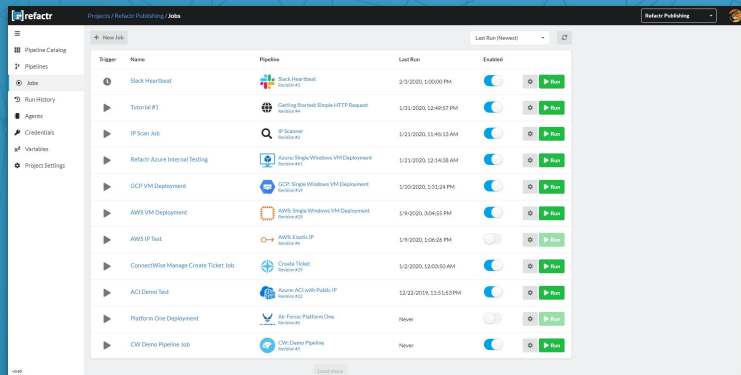 refactr
Projects / Refactr Publishing / Jobs
Refactr Publishing
Pipeline Catalog
Pipelines
Jobs
Run History
Agents
Credentials
x² Variables
Project Settings
+ New Job
Last Run (Newest)
Trigger Name Pipeline Last Run Enabled
Slack Heartbeat Slack Heartbeat 2/3/2020, 1:00:00 PM Run
Revision #3
Tutorial #1 Getting Started: Simple HTTP Request 1/31/2020, 12:49:57 PM Run
Revision #4
IP Scan Job IP Scanner 1/21/2020, 11:45:13 AM Run
Revision #2
Refactr Azure Internal Testing Azure: Single Windows VM Deployment 1/21/2020, 12:14:38 AM Run
Revision #61
GCP VM Deployment GCP: Single Windows VM Deployment 1/10/2020, 1:31:24 PM Run
Revision #19
AWS VM Deployment AWS: Single Windows VM Deployment 1/9/2020, 3:04:55 PM Run
Revision #28
AWS IP Test AWS: Elastic IP 1/9/2020, 1:06:26 PM Run
Revision #6
ConnectWise Manage Create Ticket Job Create Ticket 1/2/2020, 12:03:50 AM Run
Revision #29
ACI Demo Test Azure: ACI with Public IP 12/22/2019, 11:51:53 PM Run
Revision #22
Platform One Deployment Air Force: Platform One Never Run
Revision #6
CW Demo Pipeline Job CW: Demo Pipeline Never Run
Revision #5
Load more